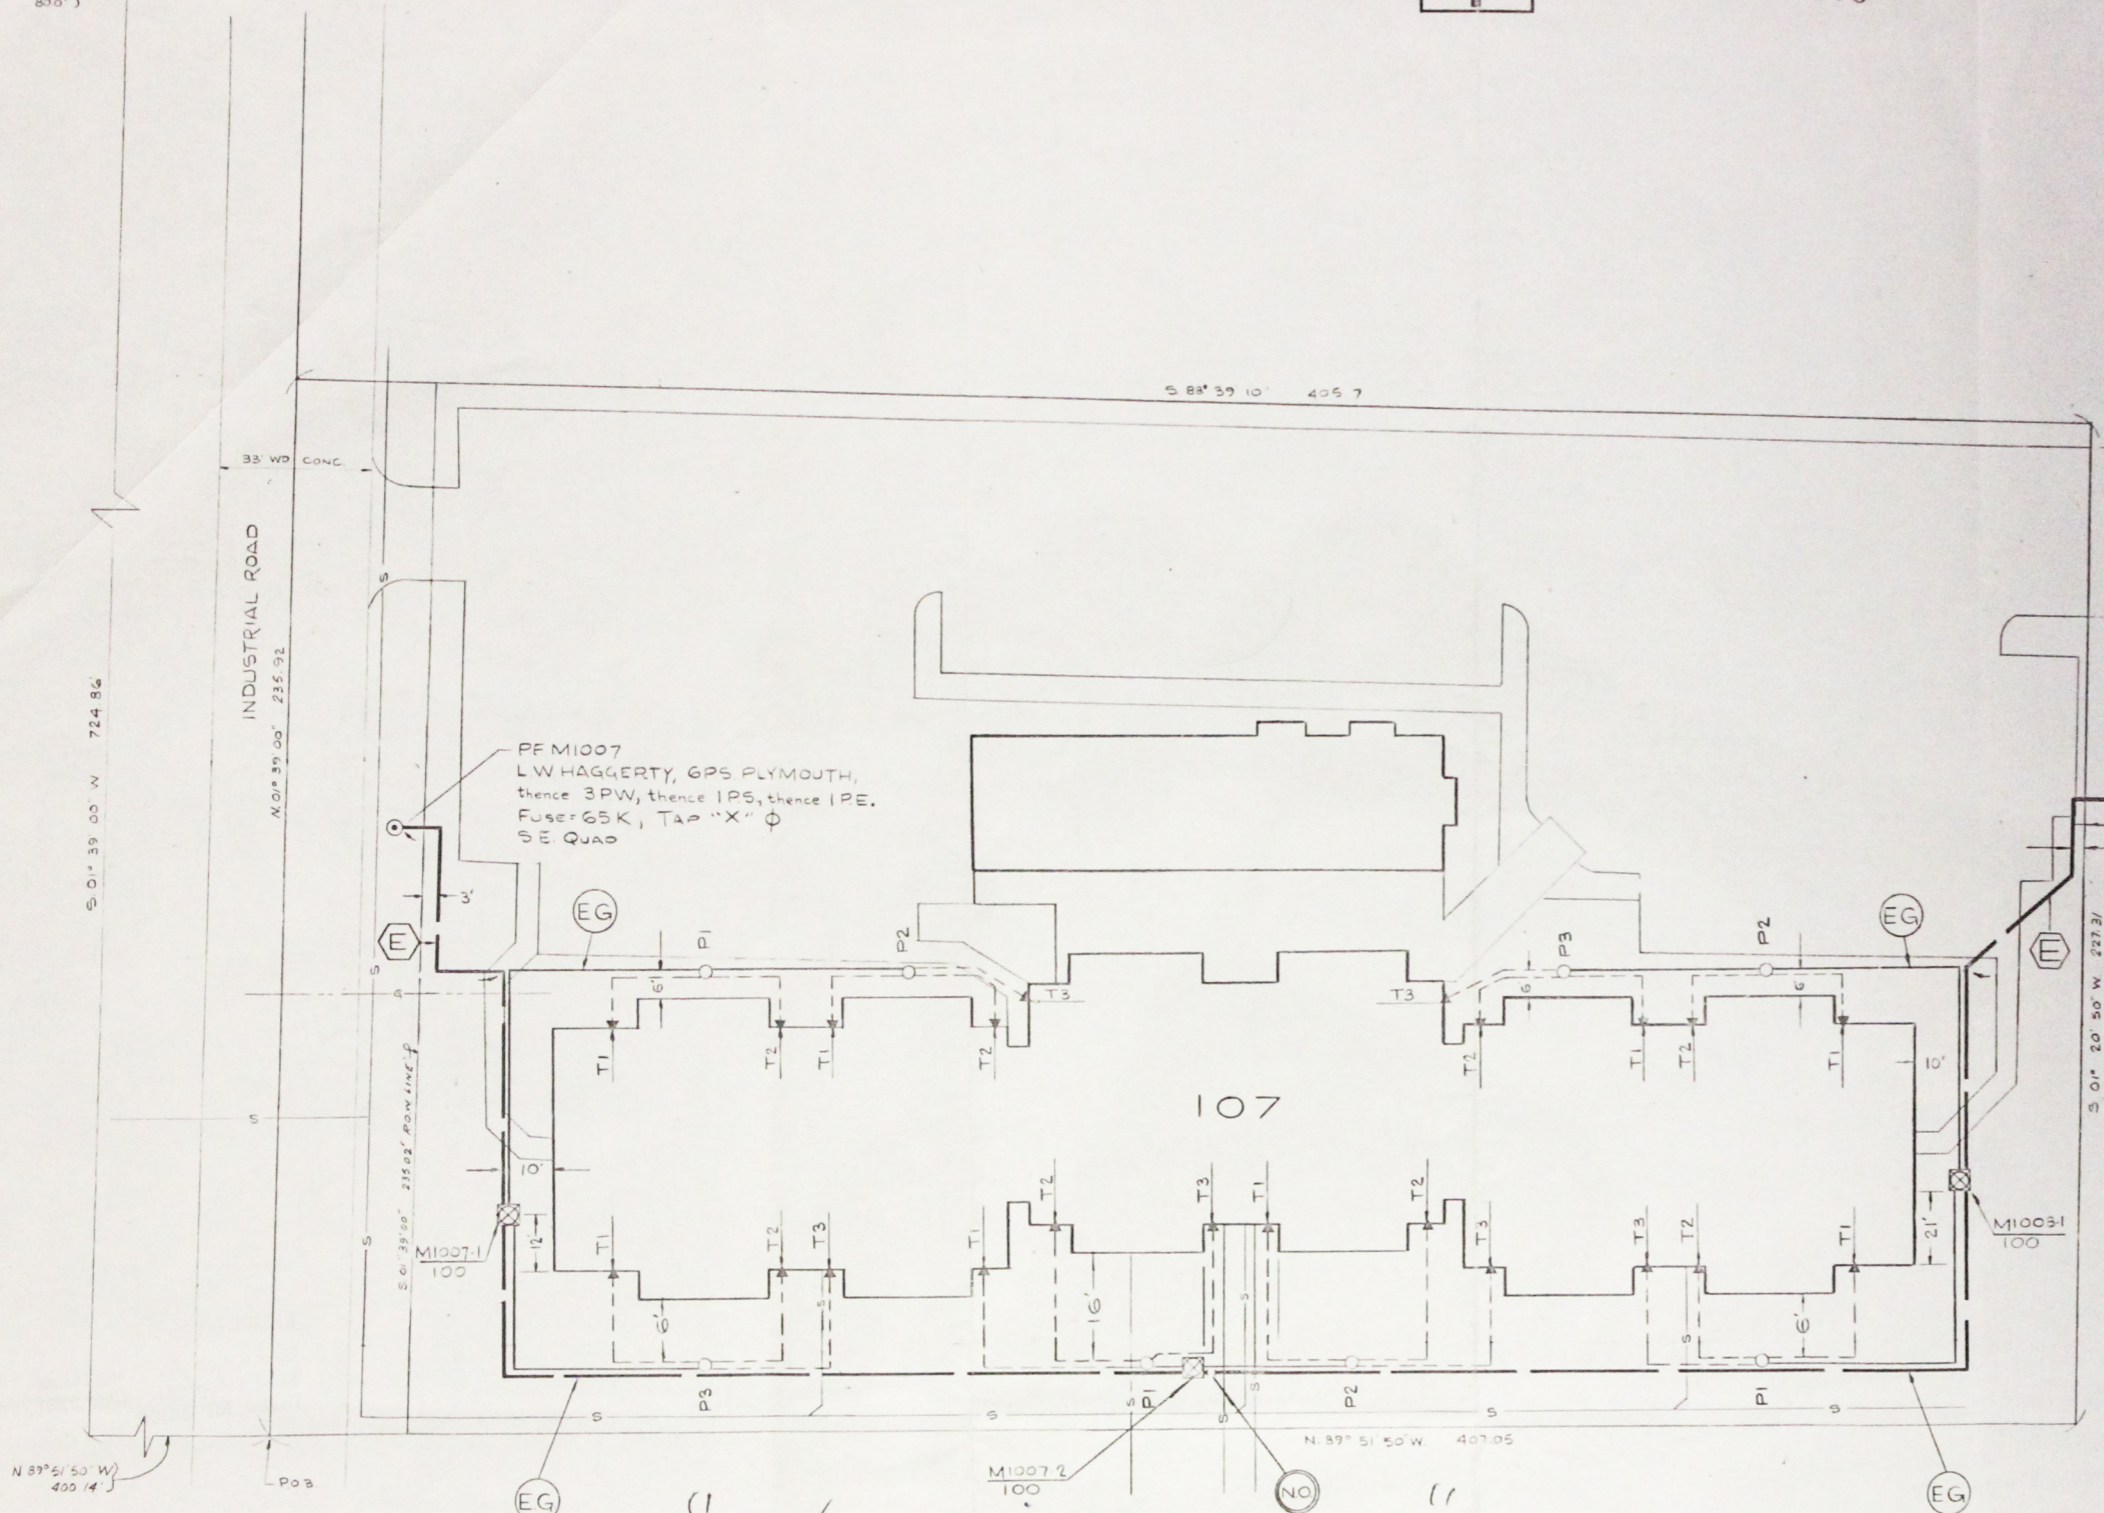 S 88° 39 10" 405.7
33' WD CONC.
INDUSTRIAL ROAD
N. 01° 39' 00" 235.92
S. 01° 39' 00" W 724.86'
S
PF M1007
L W HAGGERTY, GPS. PLYMOUTH,
thence 3PW, thence 1P.S, thence 1P.E.
FUSE=65K, TAP "X" Φ
S E. QUAD
3'
E
EG
P1
P2
P3
P2
EG
E
S
6'
T3
T3
6'
6'
T1
T2
T1
T2
T2
T1
T2
T1
10'
S 01° 20' 50" W. 227.31
S. 01° 39' 00" 235.02' ROW LINE
107
S
10'
T2
T3
T1
T2
S
12'
T1
T2
T3
T1
T3
T3
T2
T1
21'
M1007-1
100
M1003-1
100
6'
S
16'
S
S
6'
P3
P1
P2
P1
S
S
S
S
S
S
S
N. 89° 51' 50" W. 407.05
N 89° 51' 50" W
400.14'
POB
M1007-2
100
EG
N.O.
EG